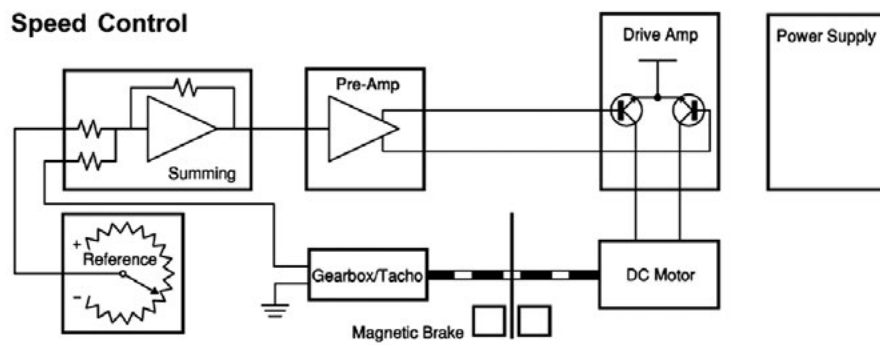 Speed Control
Drive Amp
Power Supply
Pre-Amp
Summing
+
Reference
−
Gearbox/Tacho
DC Motor
Magnetic Brake